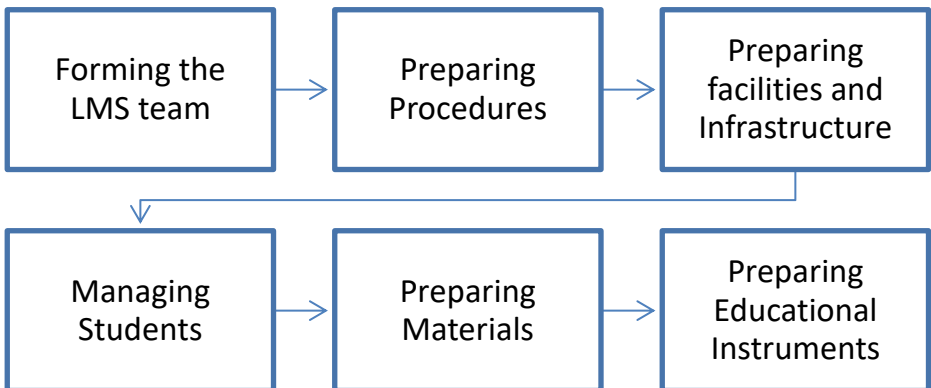 Forming the
LMS team
Preparing
Procedures
Preparing
facilities and
Infrastructure
Managing
Students
Preparing
Materials
Preparing
Educational
Instruments